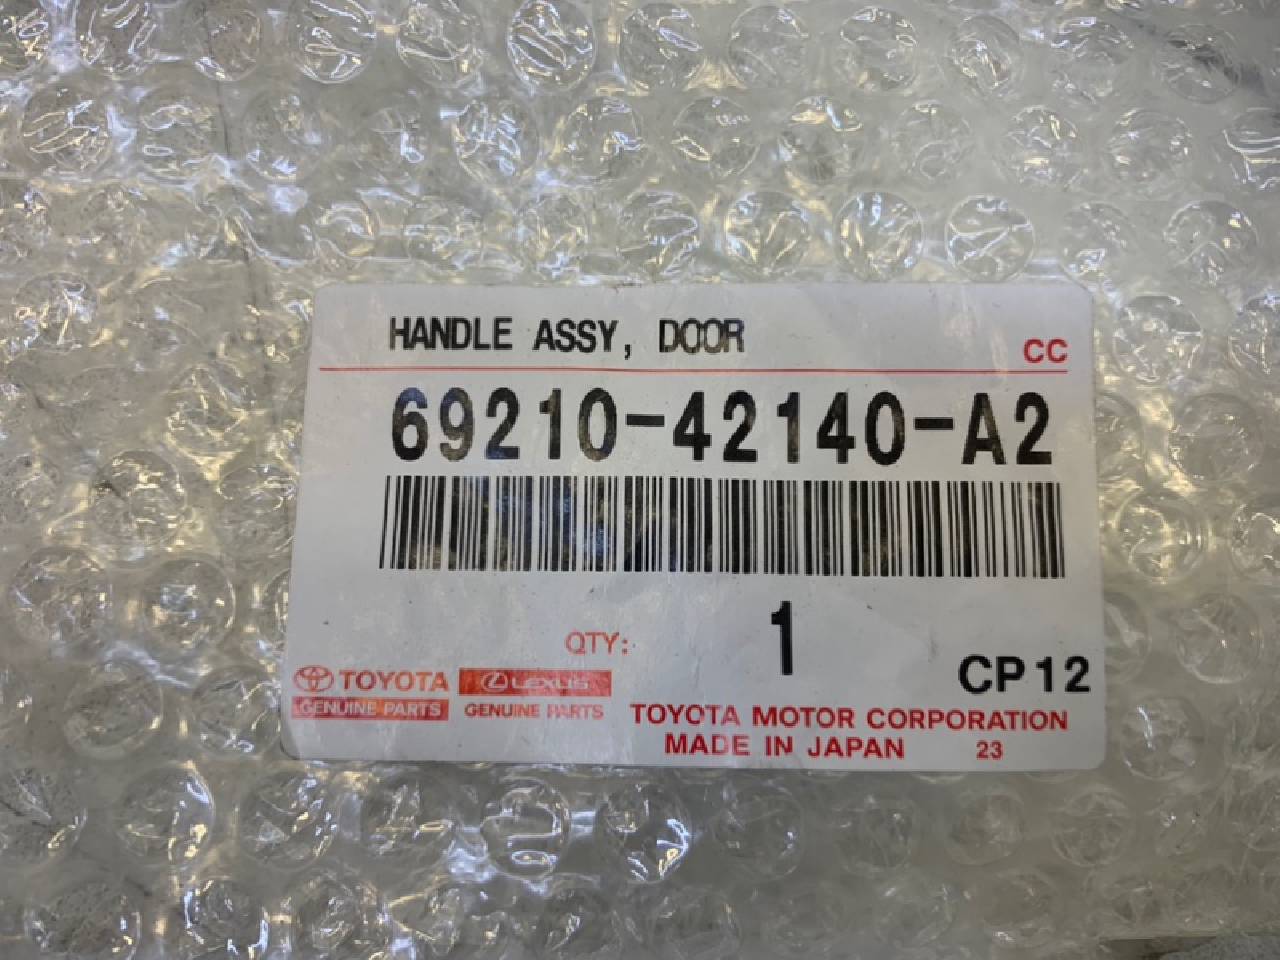 HANDLE ASSY, DOOR
CC
69210-42140-A2
QTY: 1
CP12
TOYOTA LEXUS
GENUINE PARTS GENUINE PARTS
TOYOTA MOTOR CORPORATION
MADE IN JAPAN 23